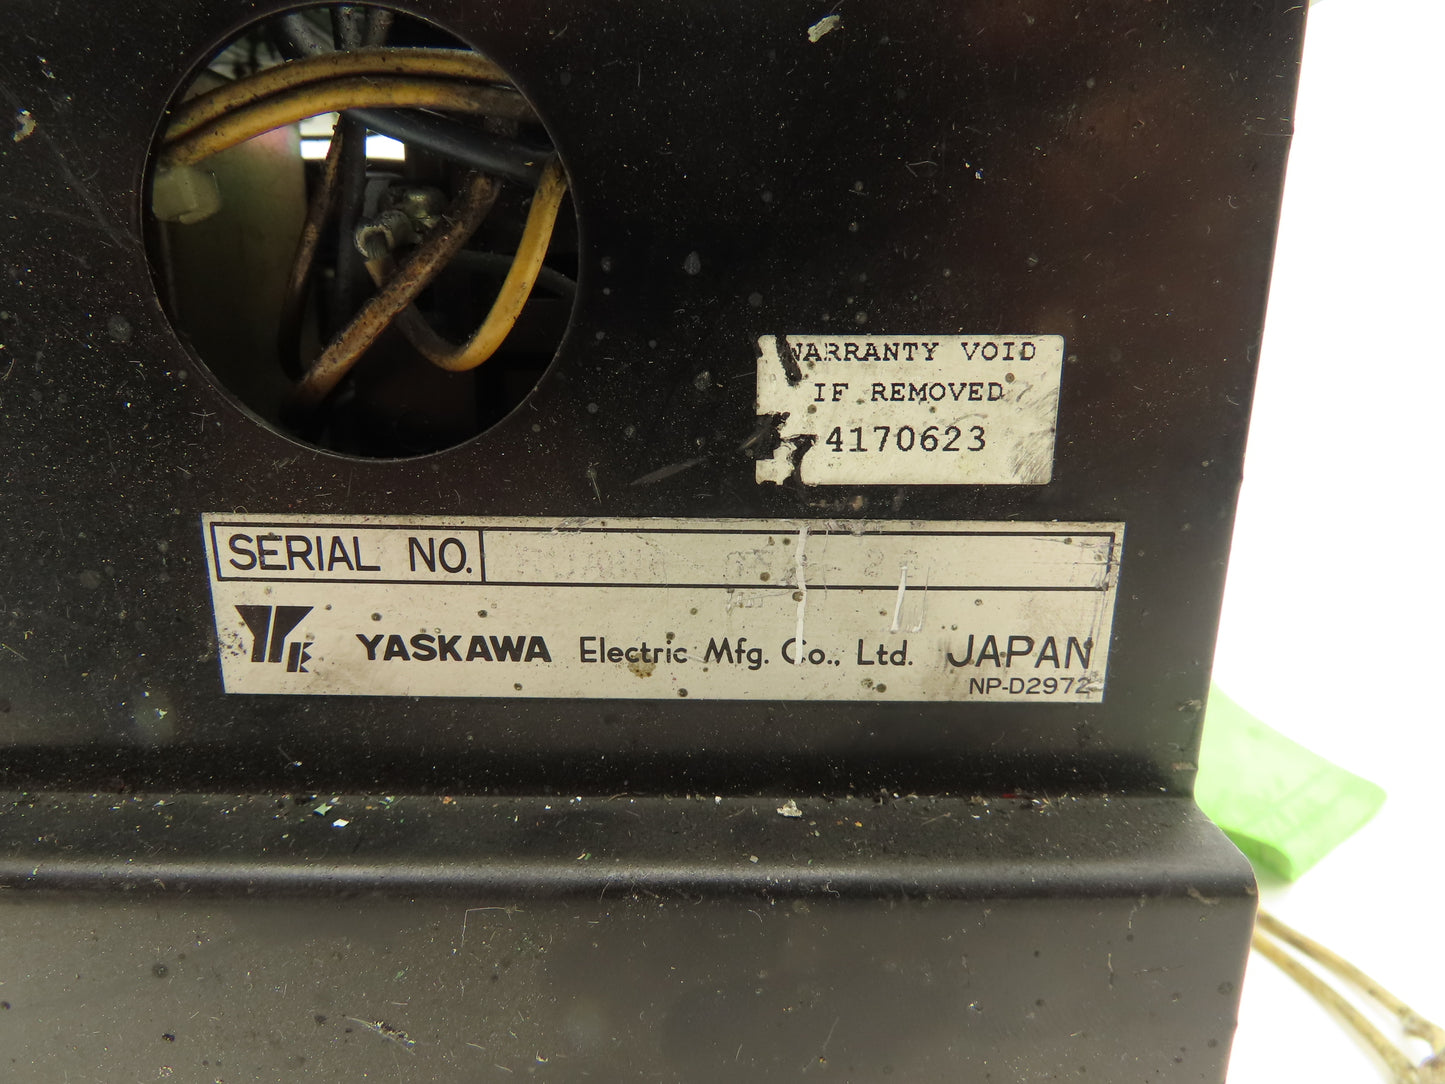 WARRANTY VOID
IF REMOVED
4170623
SERIAL NO.
YASKAWA Electric Mfg. Co., Ltd. JAPAN
NP-D2972